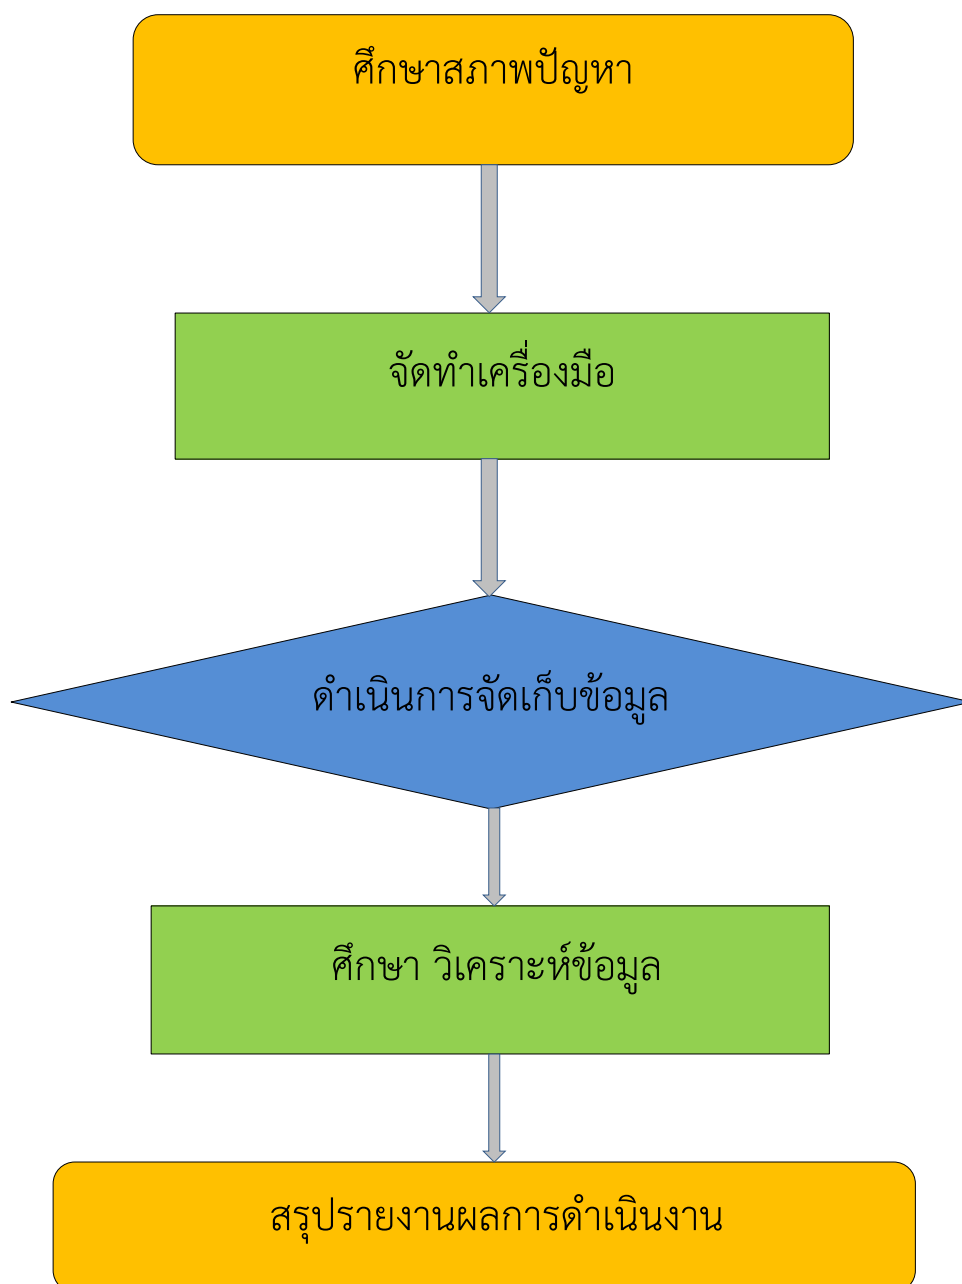 ศึกษาสภาพปัญหา
จัดทำเครื่องมือ
ดำเนินการจัดเก็บข้อมูล
ศึกษา วิเคราะห์ข้อมูล
สรุปรายงานผลการดำเนินงาน